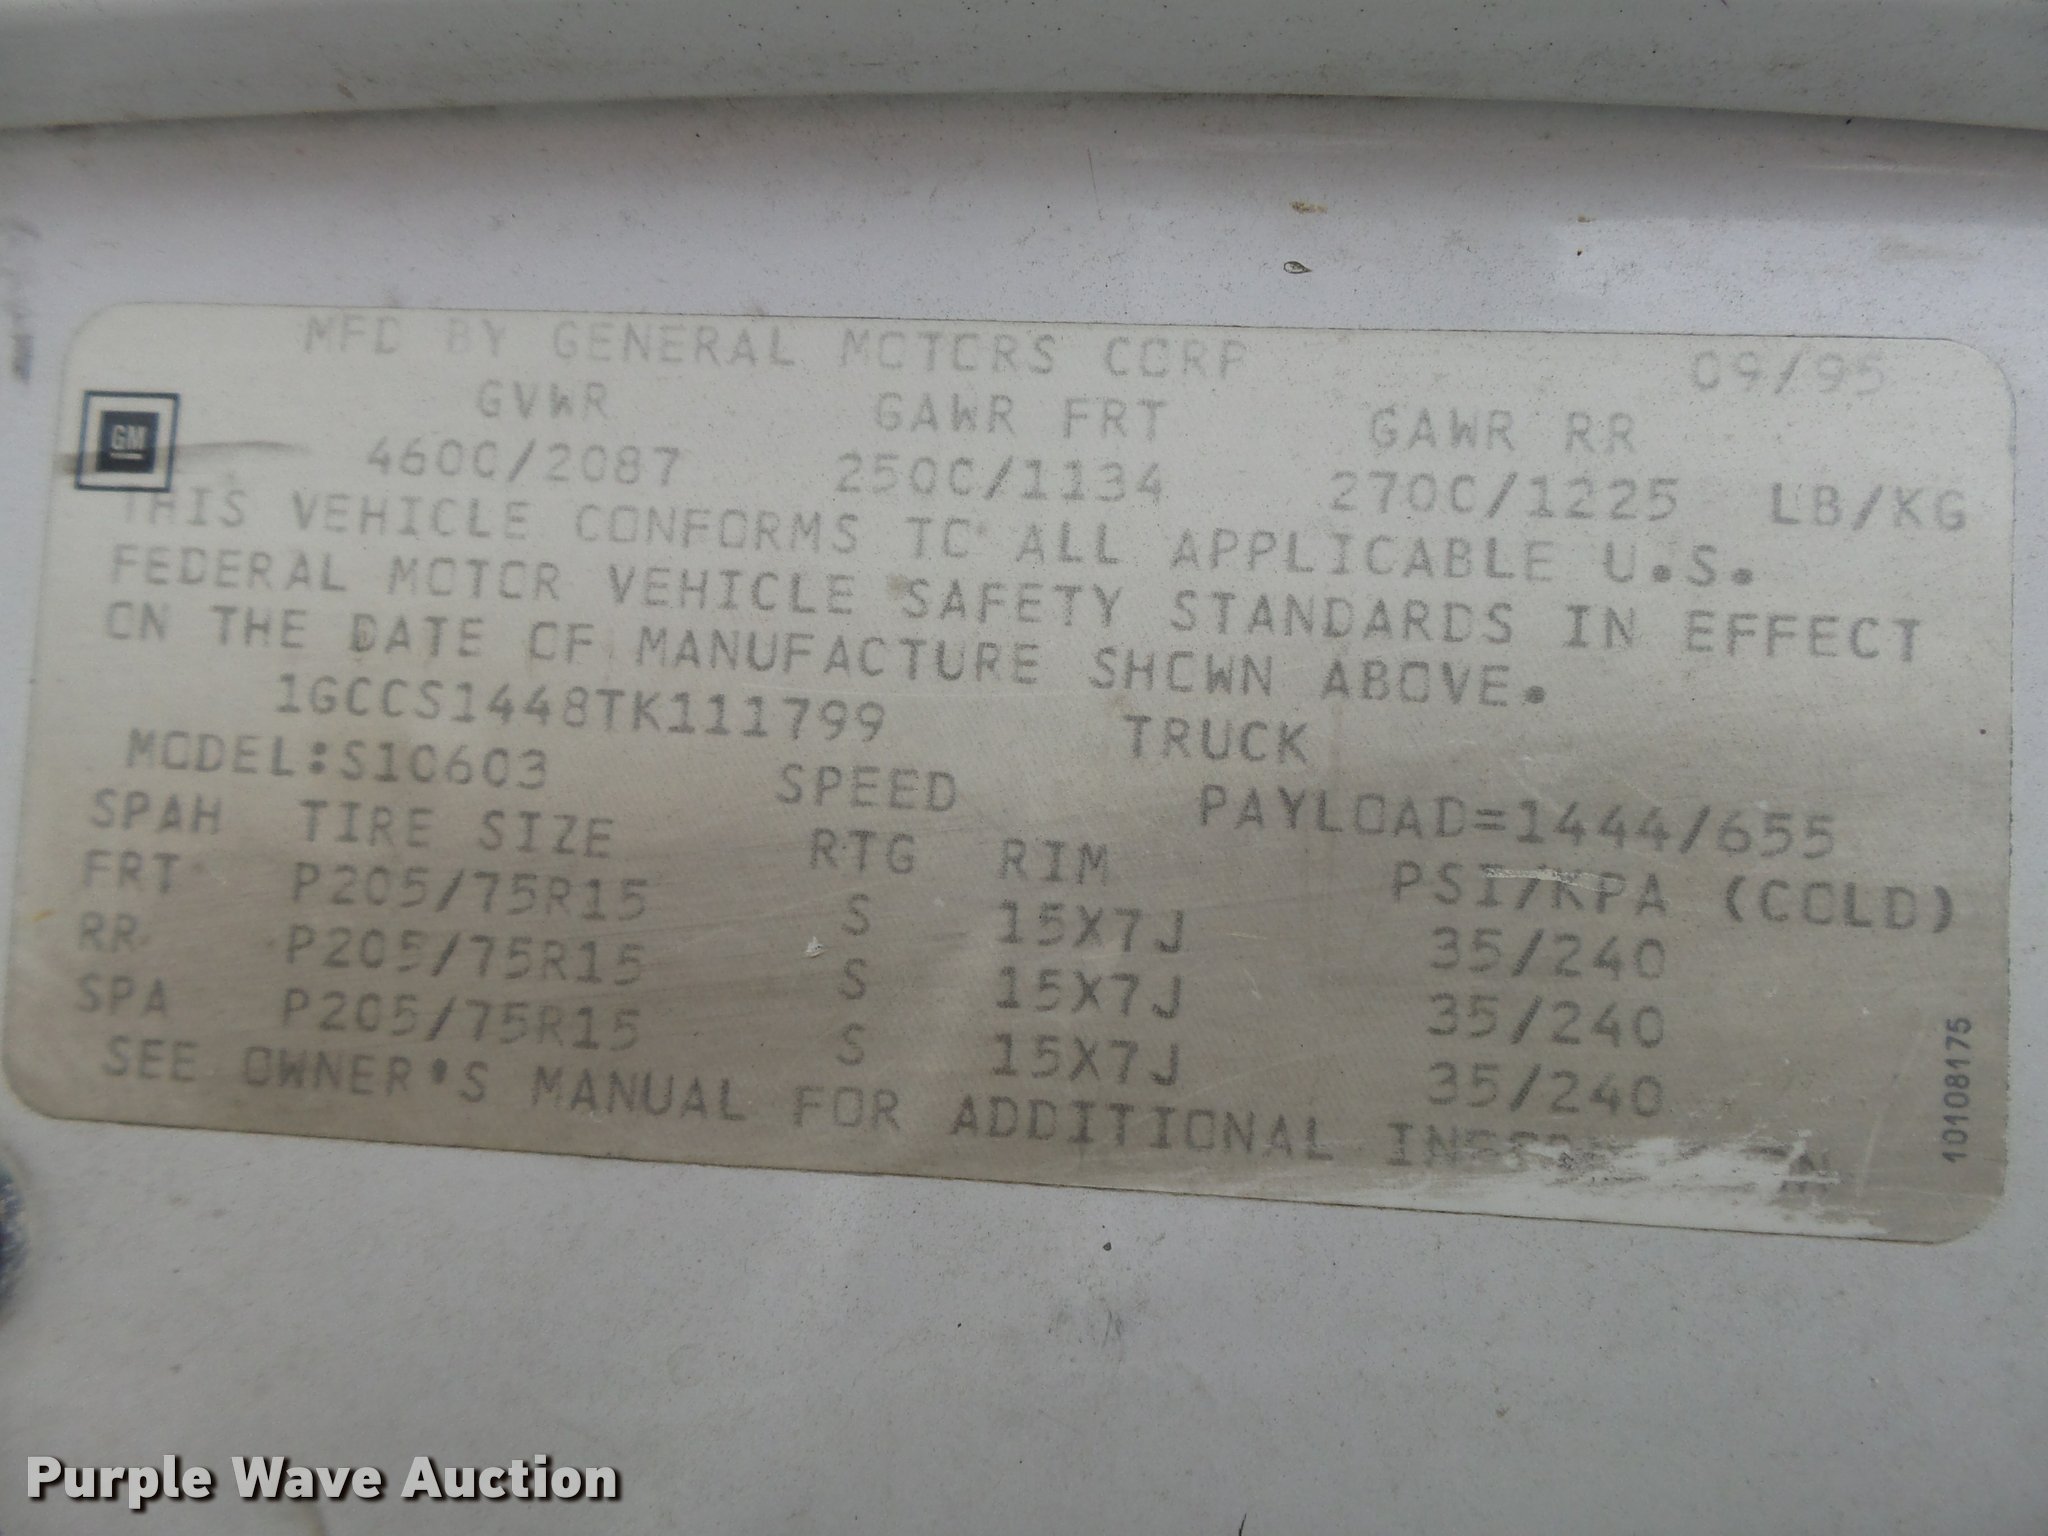 MFD BY GENERAL MOTORS CORP 09/95
GVWR GAWR FRT GAWR RR
GM
4600/2087 2500/1134 2700/1225 LB/KG
THIS VEHICLE CONFORMS TO ALL APPLICABLE U.S.
FEDERAL MOTOR VEHICLE SAFETY STANDARDS IN EFFECT
ON THE DATE OF MANUFACTURE SHOWN ABOVE.
1GCCS1448TK111799 TRUCK
MODEL:S10603 SPEED PAYLOAD=1444/655
SPAH TIRE SIZE RTG RIM PSI/KPA (COLD)
FRT P205/75R15 S 15X7J 35/240
RR P205/75R15 S 15X7J 35/240
SPA P205/75R15 S 15X7J 35/240
SEE OWNER'S MANUAL FOR ADDITIONAL
10108175
Purple Wave Auction